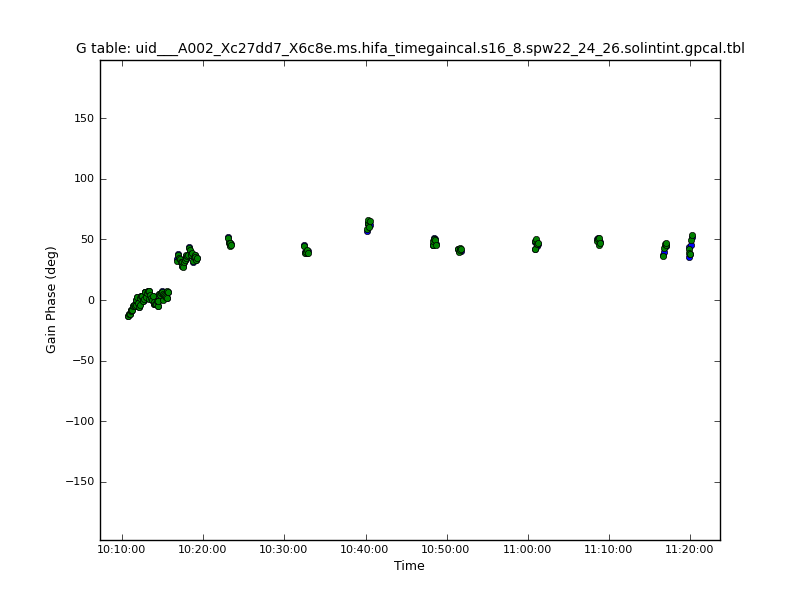 G table: uid___A002_Xc27dd7_X6c8e.ms.hifa_timegaincal.s16_8.spw22_24_26.solintint.gpcal.tbl
150
100
50
0
−50
−100
−150
Gain Phase (deg)
10:10:00 10:20:00 10:30:00 10:40:00 10:50:00 11:00:00 11:10:00 11:20:00
Time